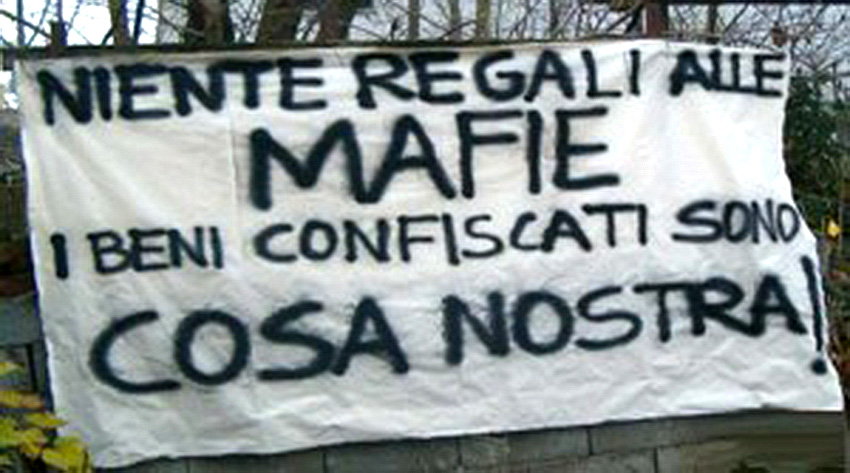 NIENTE REGALI ALLE
MAFIE
I BENI CONFISCATI SONO
COSA NOSTRA!